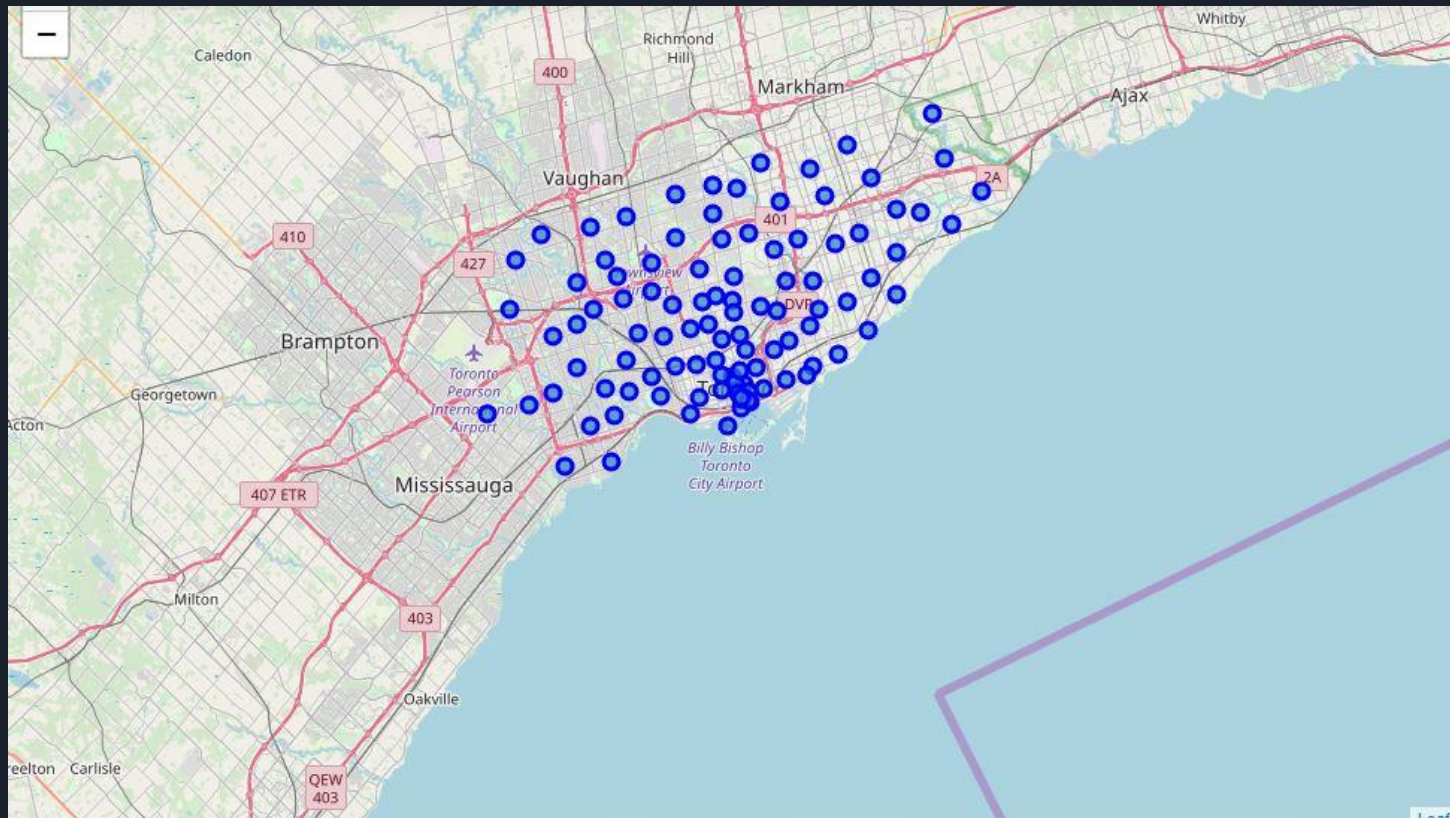 −
Whitby
Caledon
Richmond
Hill
400
Markham
Ajax
Vaughan
2A
401
410
427
DVP
Brampton
Toronto
Pearson
International
Airport
Georgetown
Acton
Billy Bishop
Toronto
City Airport
Mississauga
407 ETR
Milton
403
Oakville
reelton
Carlisle
QEW
403